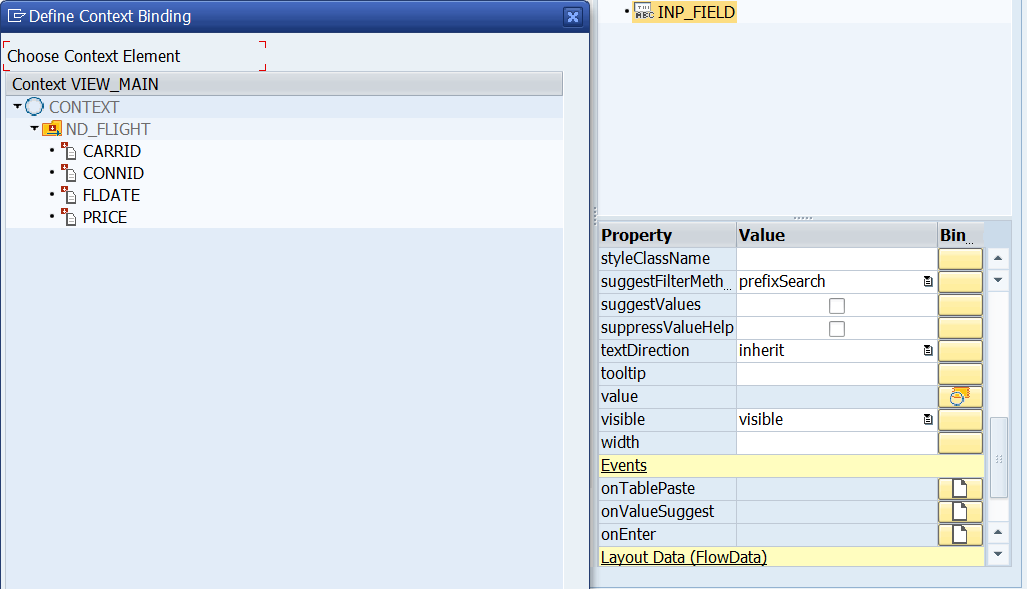 Define Context Binding
Choose Context Element
Context VIEW_MAIN
CONTEXT
ND_FLIGHT
CARRID
CONNID
FLDATE
PRICE
INP_FIELD
Property Value Bin...
styleClassName
suggestFilterMeth... prefixSearch
suggestValues
suppressValueHelp
textDirection inherit
tooltip
value
visible visible
width
Events
onTablePaste
onValueSuggest
onEnter
Layout Data (FlowData)